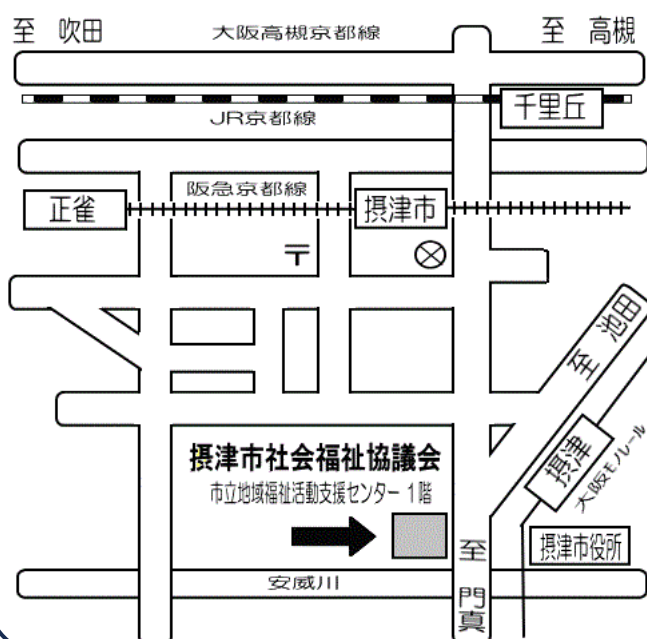 至 吹田
大阪高槻京都線
至 高槻
千里丘
JR京都線
阪急京都線
正雀
摂津市
〒
至 池田
摂津
大阪モノレール
摂津市社会福祉協議会
市立地域福祉活動支援センター 1階
摂津市役所
至 門真
安威川